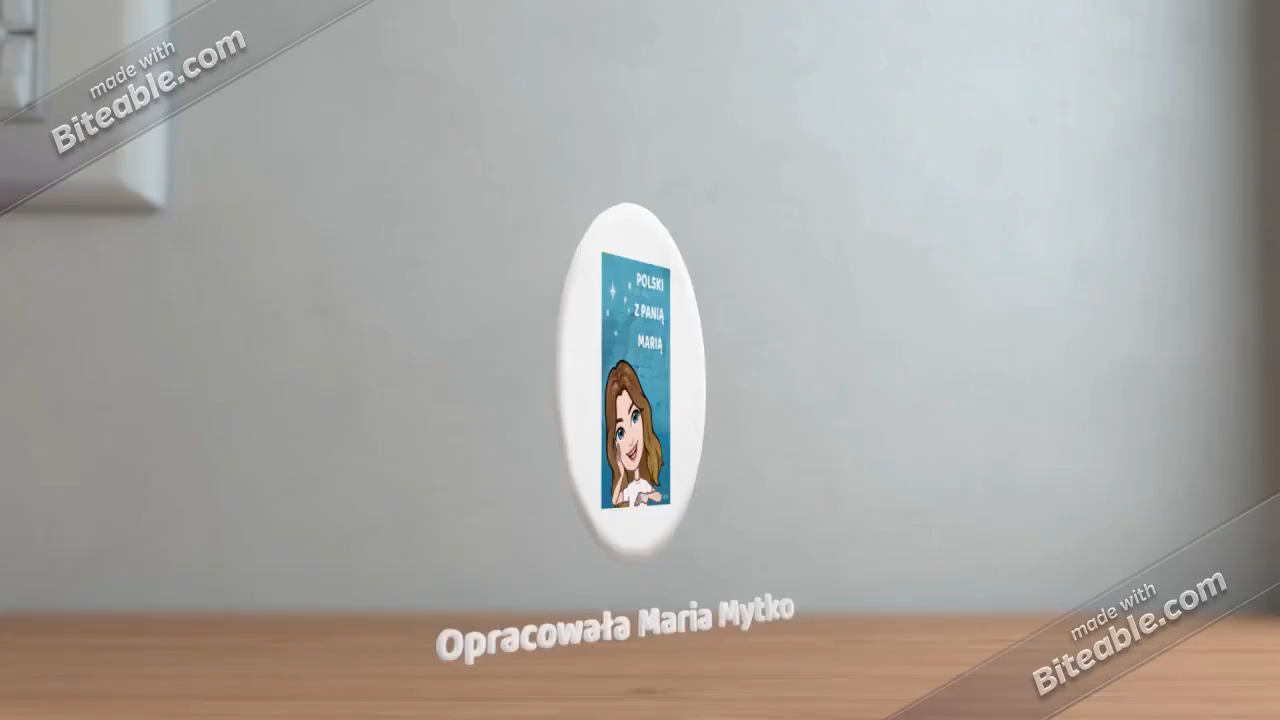 made with
Biteable.com
POLSKI
Z PANIĄ
MARIĄ
Opracowała Maria Mytko
made with
Biteable.com